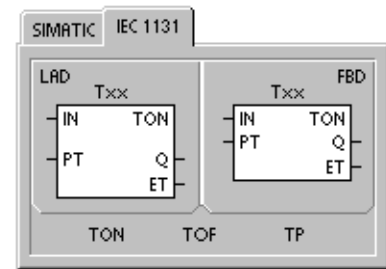 SIMATIC IEC 1131
LAD FBD
Txx Txx
IN TON IN TON
PT Q PT Q
ET ET
TON TOF TP